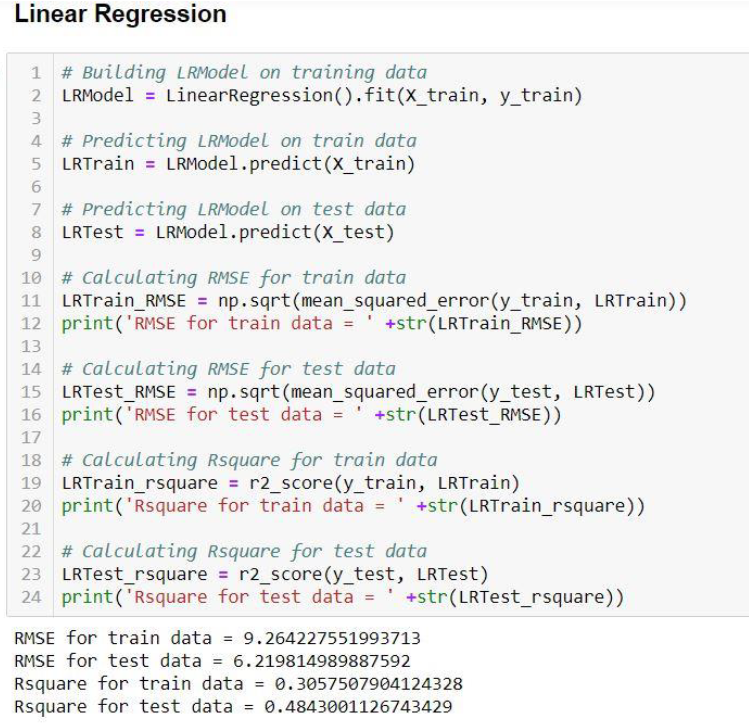 Linear Regression
1 # Building LRModel on training data
2 LRModel = LinearRegression().fit(X_train, y_train)
3
4 # Predicting LRModel on train data
5 LRTrain = LRModel.predict(X_train)
6
7 # Predicting LRModel on test data
8 LRTest = LRModel.predict(X_test)
9
10 # Calculating RMSE for train data
11 LRTrain_RMSE = np.sqrt(mean_squared_error(y_train, LRTrain))
12 print('RMSE for train data = ' +str(LRTrain_RMSE))
13
14 # Calculating RMSE for test data
15 LRTest_RMSE = np.sqrt(mean_squared_error(y_test, LRTest))
16 print('RMSE for test data = ' +str(LRTest_RMSE))
17
18 # Calculating Rsquare for train data
19 LRTrain_rsquare = r2_score(y_train, LRTrain)
20 print('Rsquare for train data = ' +str(LRTrain_rsquare))
21
22 # Calculating Rsquare for test data
23 LRTest_rsquare = r2_score(y_test, LRTest)
24 print('Rsquare for test data = ' +str(LRTest_rsquare))
RMSE for train data = 9.264227551993713
RMSE for test data = 6.219814989887592
Rsquare for train data = 0.3057507904124328
Rsquare for test data = 0.4843001126743429